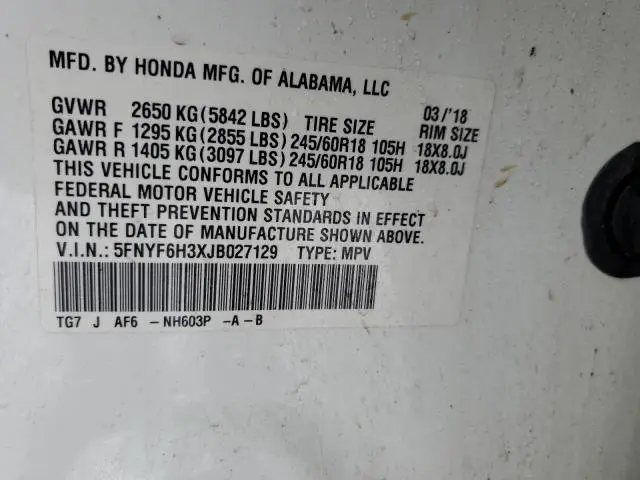 MFD. BY HONDA MFG. OF ALABAMA, LLC
GVWR 2650 KG(5842 LBS) TIRE SIZE 03/'18 RIM SIZE
GAWR F 1295 KG(2855 LBS) 245/60R18 105H 18X8.0J
GAWR R 1405 KG(3097 LBS) 245/60R18 105H 18X8.0J
THIS VEHICLE CONFORMS TO ALL APPLICABLE
FEDERAL MOTOR VEHICLE SAFETY
AND THEFT PREVENTION STANDARDS IN EFFECT
ON THE DATE OF MANUFACTURE SHOWN ABOVE.
V.I.N.: 5FNYF6H3XJB027129 TYPE: MPV
TG7 J AF6 -NH603P -A-B